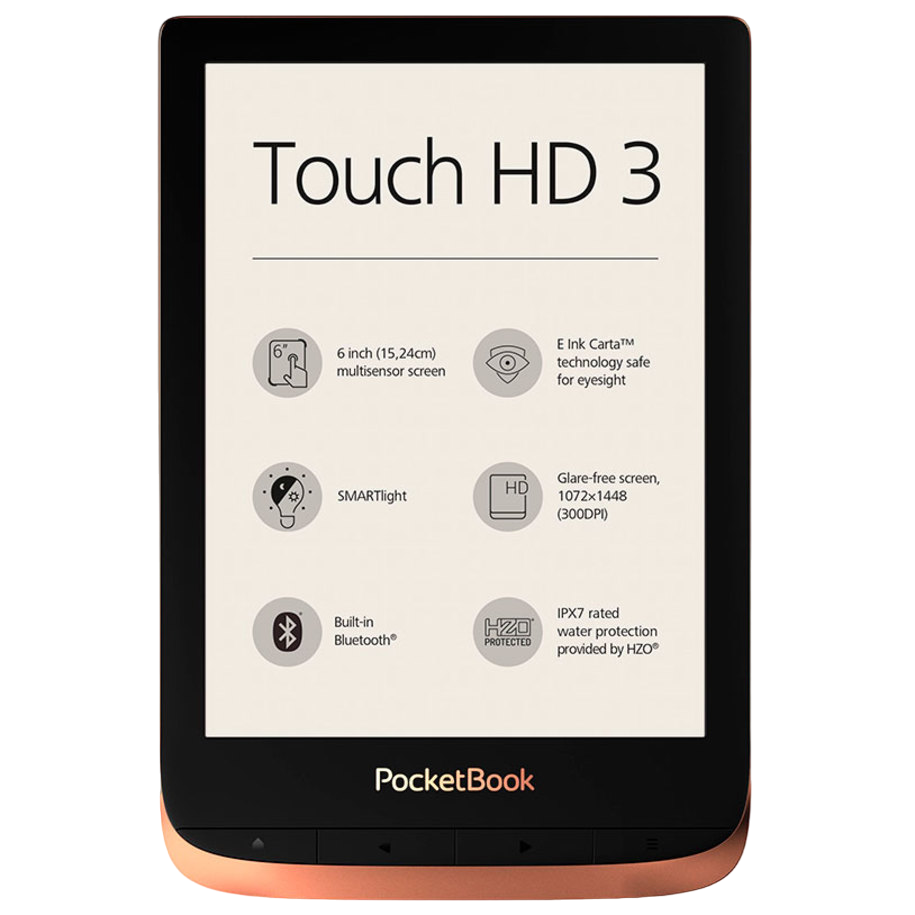 Touch HD 3
6"
6 inch (15,24cm)
multisensor screen
E Ink Carta™
technology safe
for eyesight
SMARTlight
HD
Glare-free screen,
1072×1448
(300DPI)
Built-in
Bluetooth®
HZO
PROTECTED
IPX7 rated
water protection
provided by HZO®
PocketBook